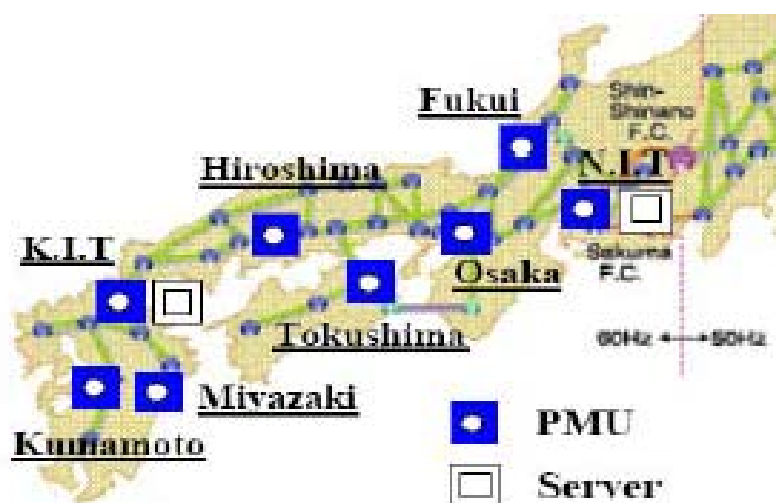 Fukui
Shin-
Shinano
F.C.
N.I.T
Hiroshima
K.I.T
Osaka
Sakuma
F.C.
Tokushima
60Hz
50Hz
Miyazaki
Kumamoto
PMU
Server